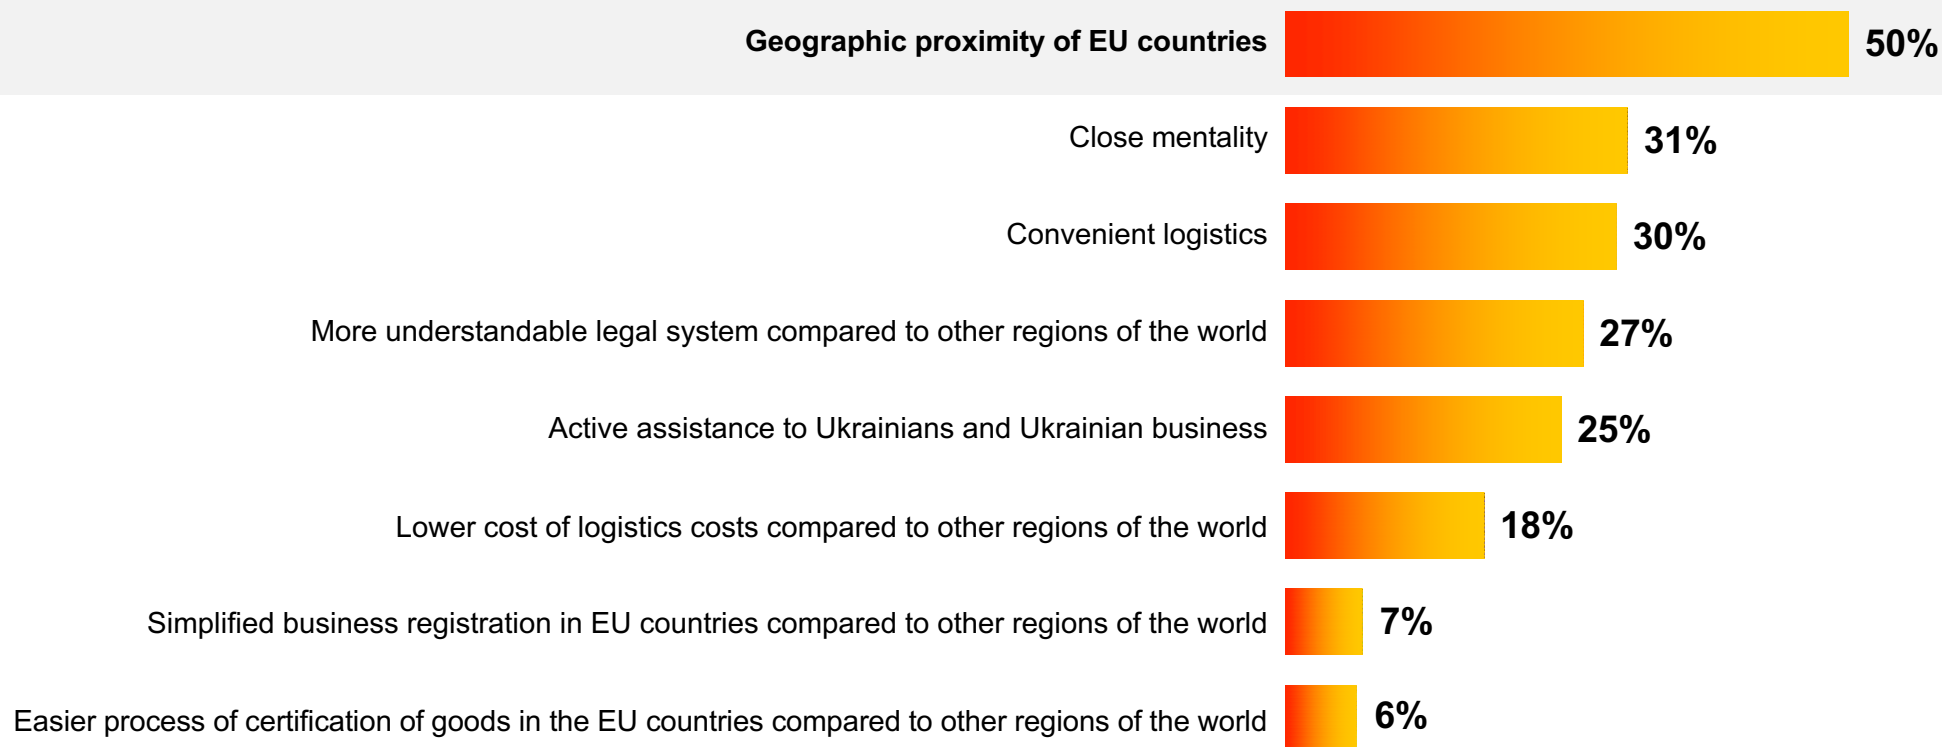 Geographic proximity of EU countries 50%
Close mentality 31%
Convenient logistics 30%
More understandable legal system compared to other regions of the world 27%
Active assistance to Ukrainians and Ukrainian business 25%
Lower cost of logistics costs compared to other regions of the world 18%
Simplified business registration in EU countries compared to other regions of the world 7%
Easier process of certification of goods in the EU countries compared to other regions of the world 6%